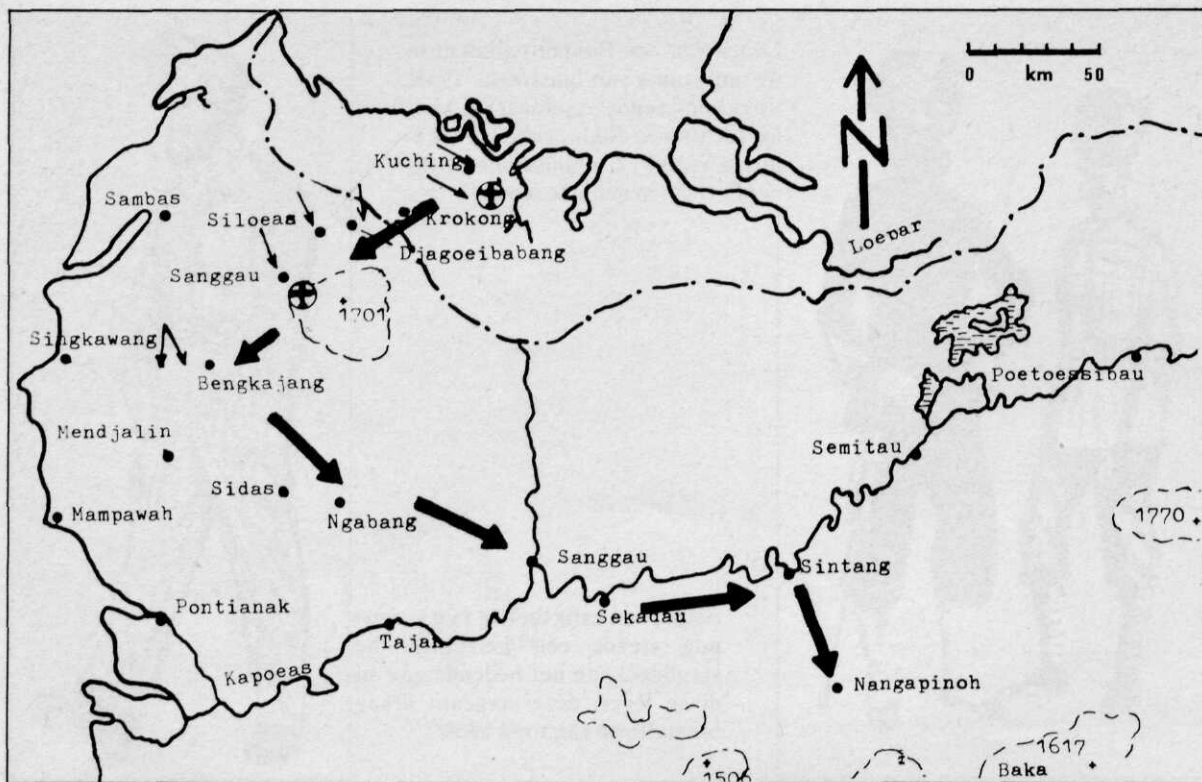 0 km 50
N
Kuching
Sambas
Siloeas
Krokong
Loepar
Djagoeibabang
Sanggau
1701
Singkawang
Bengkajang
Poetoessibau
Mendjalin
Semitau
Sidas
Mampawah
Ngabang
1770
Sanggau
Sintang
Pontianak
Sekadau
Tajan
Kapoeas
Nangapinoh
1617
Baka
1506